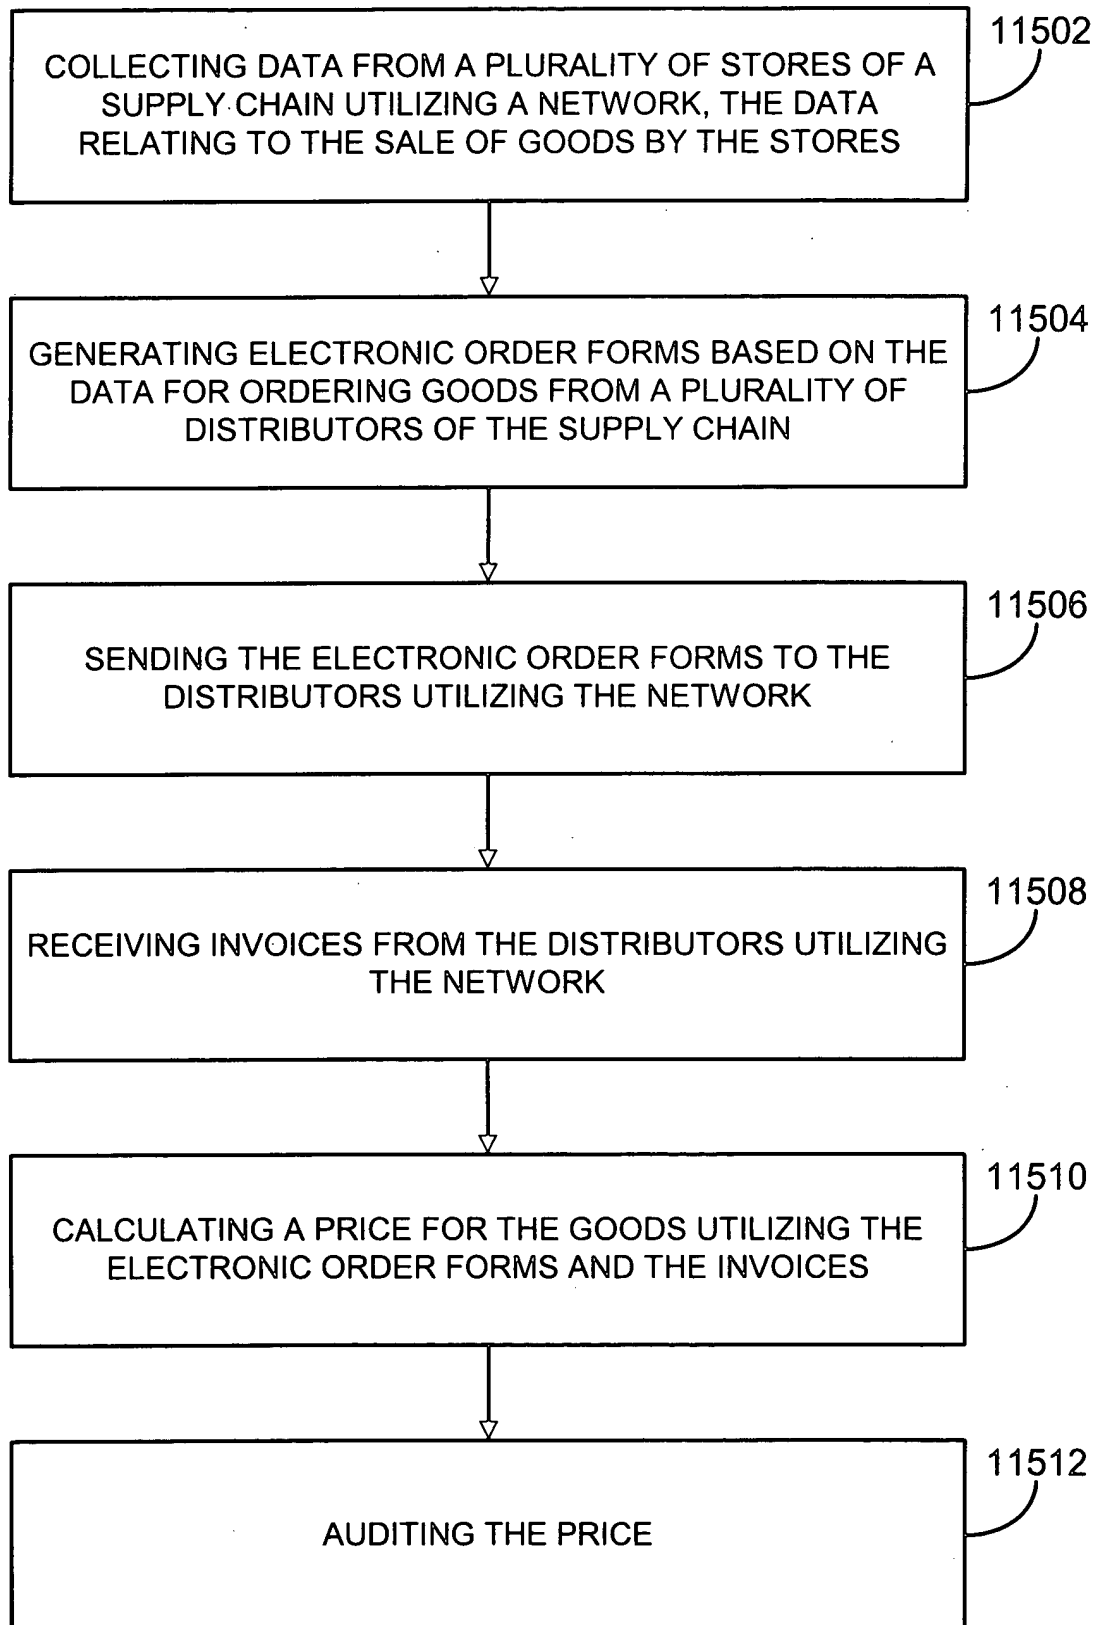 11502
COLLECTING DATA FROM A PLURALITY OF STORES OF A
SUPPLY CHAIN UTILIZING A NETWORK, THE DATA
RELATING TO THE SALE OF GOODS BY THE STORES
11504
GENERATING ELECTRONIC ORDER FORMS BASED ON THE
DATA FOR ORDERING GOODS FROM A PLURALITY OF
DISTRIBUTORS OF THE SUPPLY CHAIN
11506
SENDING THE ELECTRONIC ORDER FORMS TO THE
DISTRIBUTORS UTILIZING THE NETWORK
11508
RECEIVING INVOICES FROM THE DISTRIBUTORS UTILIZING
THE NETWORK
11510
CALCULATING A PRICE FOR THE GOODS UTILIZING THE
ELECTRONIC ORDER FORMS AND THE INVOICES
11512
AUDITING THE PRICE